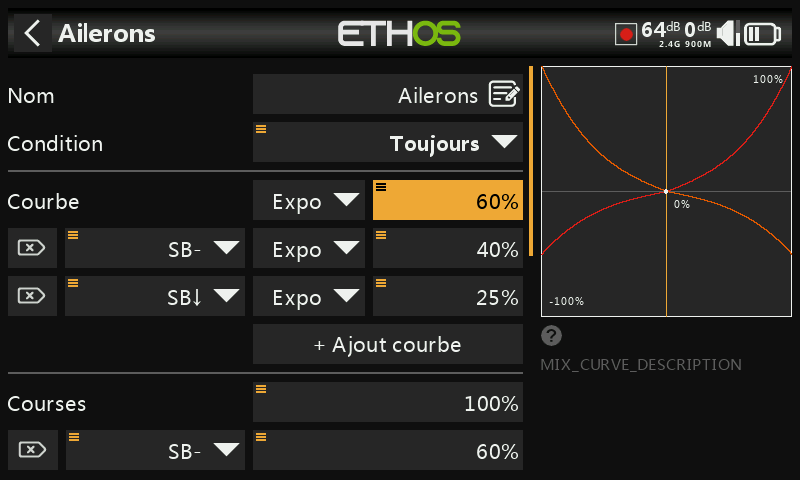 Ailerons
ETHOS
64dB 0dB
2.4G 900M
Nom
Ailerons
Condition
Toujours
Courbe
Expo
60%
SB-
Expo
40%
SB↓
Expo
25%
+ Ajout courbe
Courses
100%
SB-
60%
100%
0%
-100%
?
MIX_CURVE_DESCRIPTION